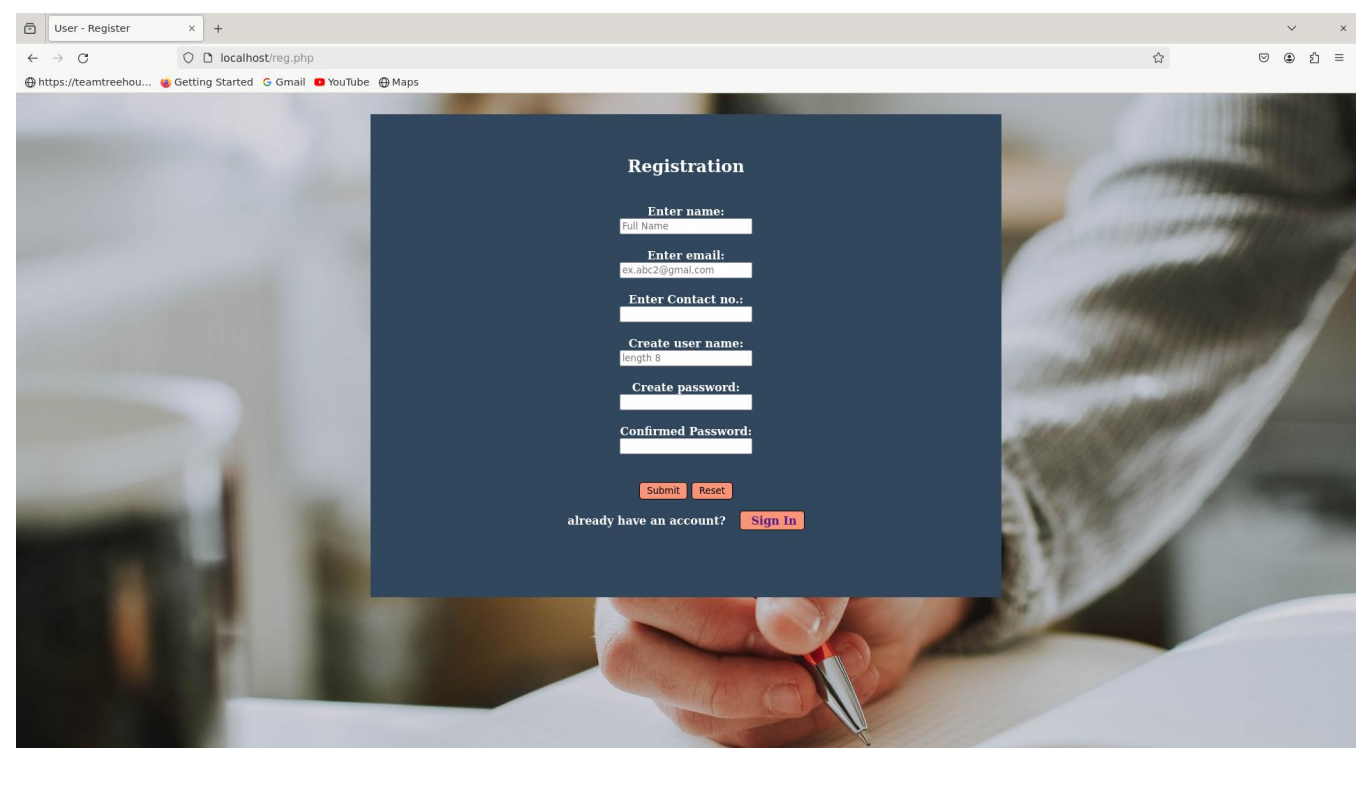 User - Register
localhost/reg.php
https://teamtreehou... Getting Started G Gmail YouTube Maps
Registration
Enter name:
Full Name
Enter email:
ex.abc2@gmal.com
Enter Contact no.:
Create user name:
length 8
Create password:
Confirmed Password:
Submit Reset
already have an account? Sign In